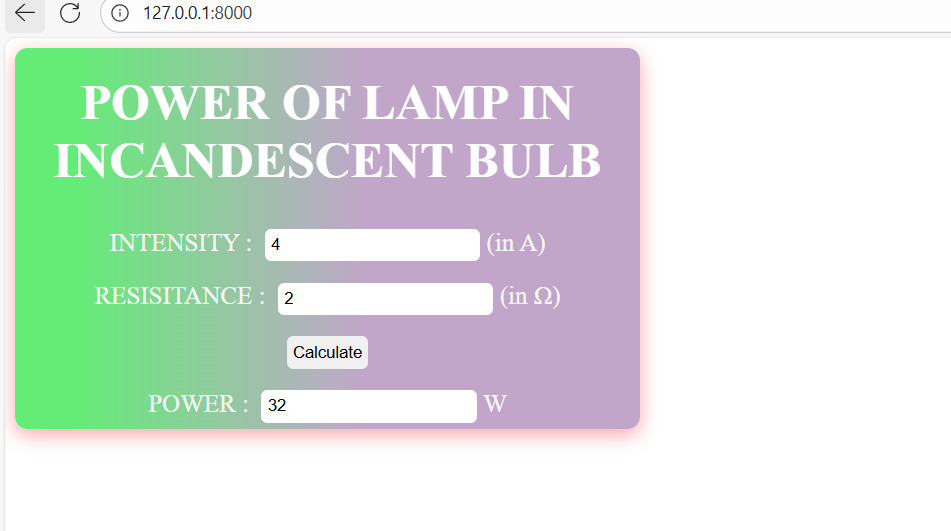 127.0.0.1:8000
POWER OF LAMP IN
INCANDESCENT BULB
INTENSITY : 4 (in A)
RESISITANCE : 2 (in Ω)
Calculate
POWER : 32 W